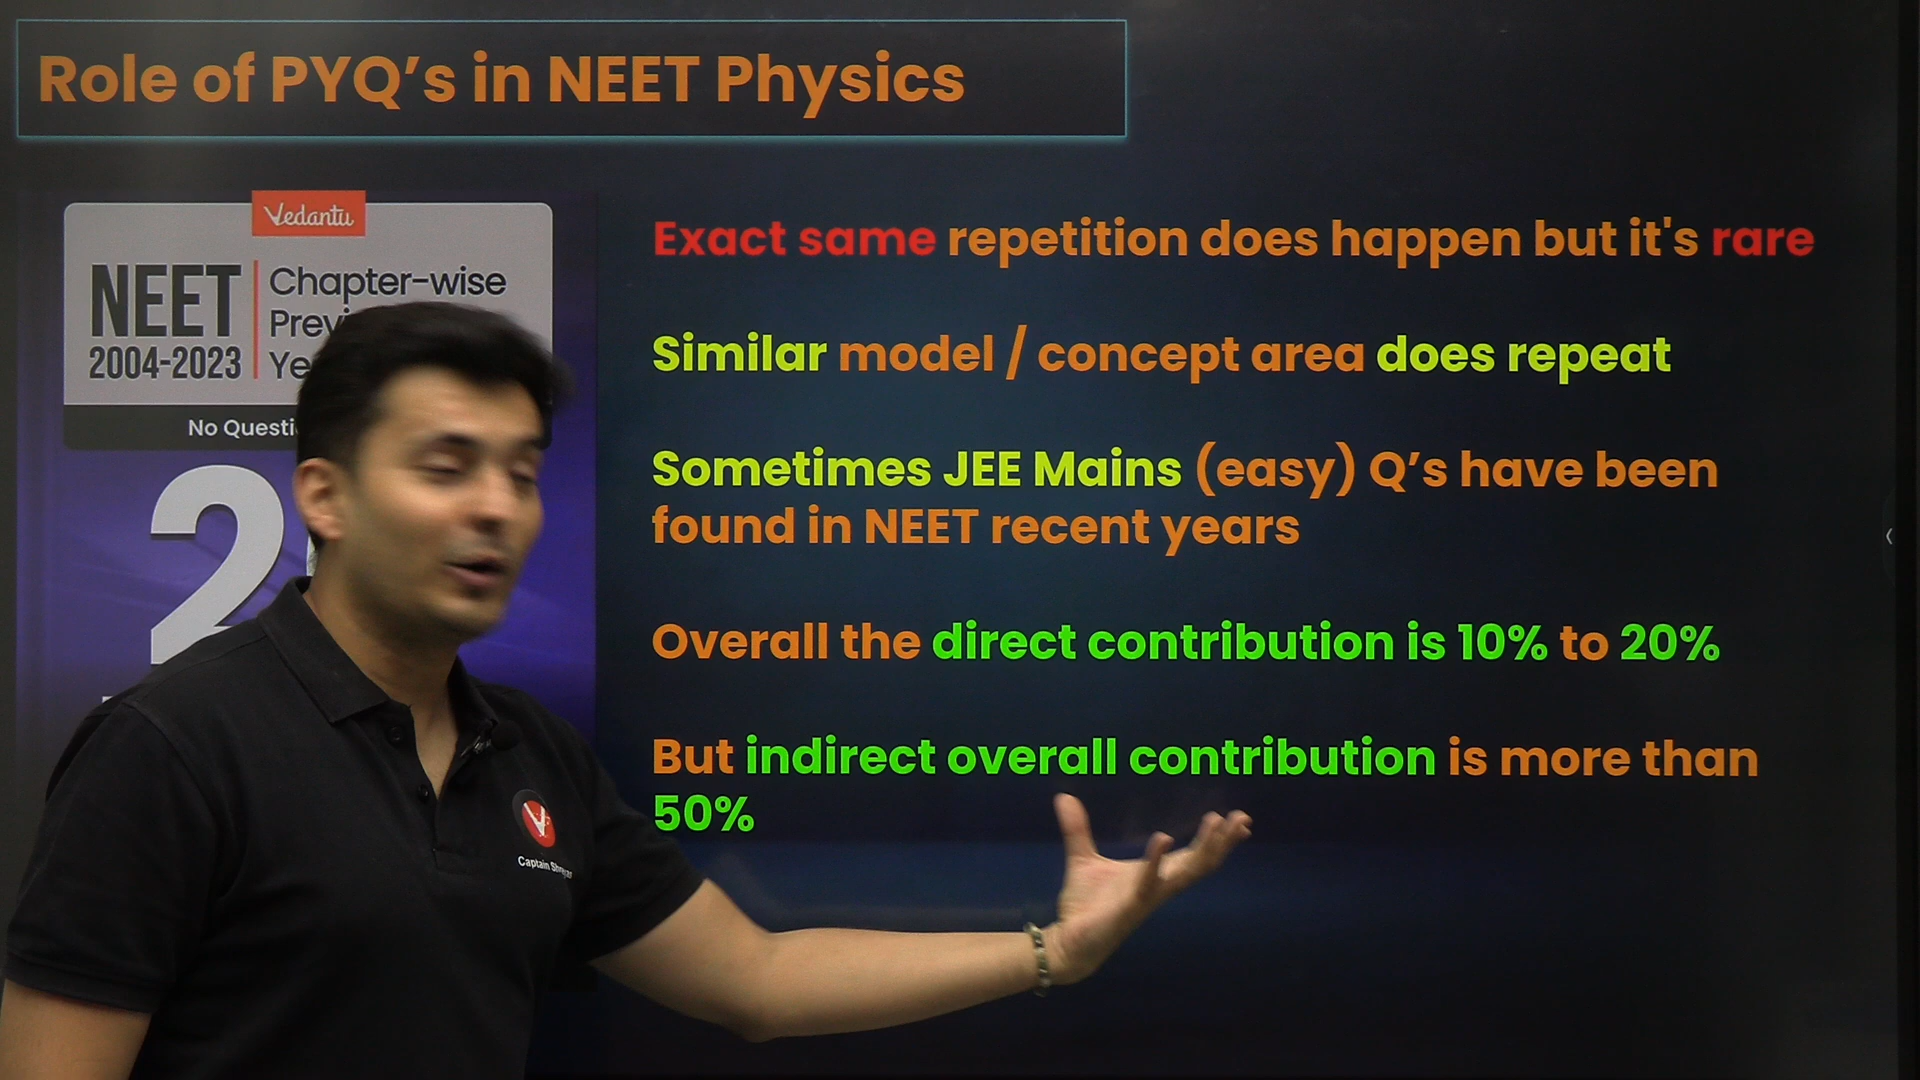 Role of PYQ’s in NEET Physics
Vedantu
NEET
2004-2023
Chapter-wise
No
Exact same repetition does happen but it's rare
Similar model / concept area does repeat
Sometimes JEE Mains (easy) Q’s have been
found in NEET recent years
Overall the direct contribution is 10% to 20%
But indirect overall contribution is more than
50%
2
V
Captain